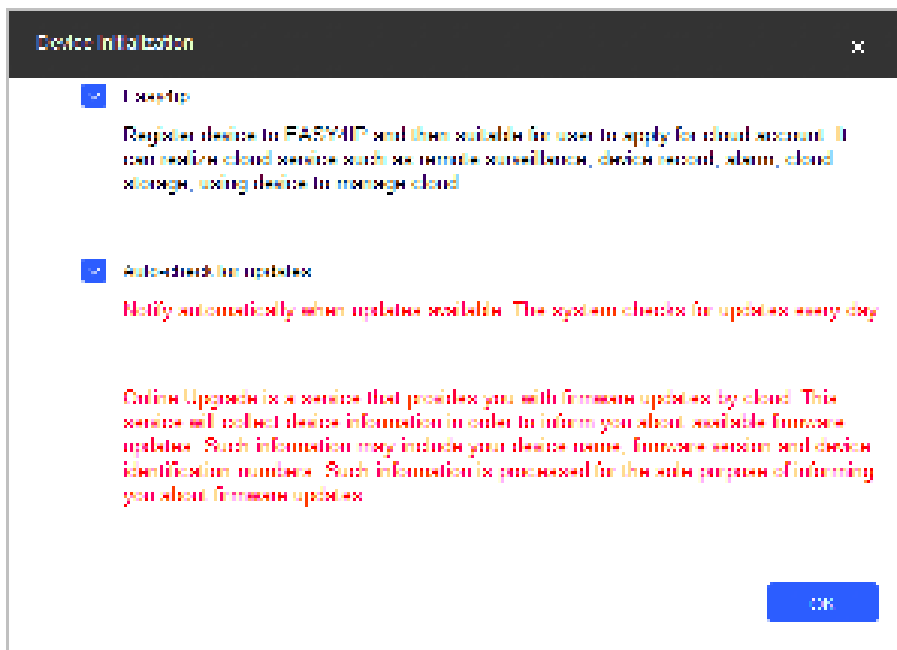 Device Initialization
Easy4ip
Register device to EASY4IP and then suitable for user to apply for cloud account. It
can realize cloud service such as remote surveillance, device record, alarm, cloud
storage, using device to manage cloud
Auto-check for updates
Notify automatically when updates available. The system checks for updates every day
Online Upgrade is a service that provides you with firmware updates by cloud. This
service will collect device information in order to inform you about available firmware
updates. Such information may include your device name, firmware version and device
identification numbers. Such information is processed for the sole purpose of informing
you about firmware updates
OK